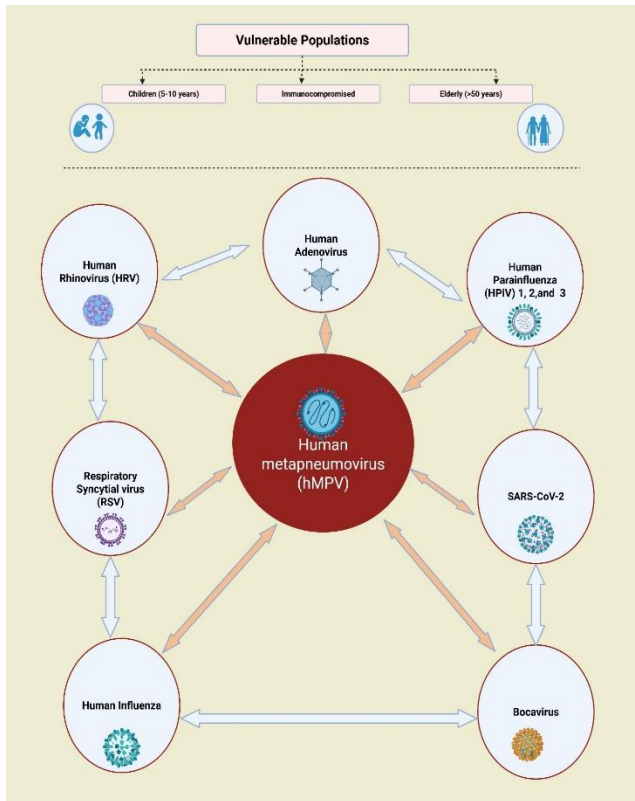 Vulnerable Populations
Children (5-10 years)
Immunocompromised
Elderly (>50 years)
Human
Adenovirus
Human
Rhinovirus (HRV)
Human
Parainfluenza
(HPIV) 1, 2,and 3
Human
metapneumovirus
(hMPV)
Respiratory
Syncytial virus
(RSV)
SARS-CoV-2
Human Influenza
Bocavirus